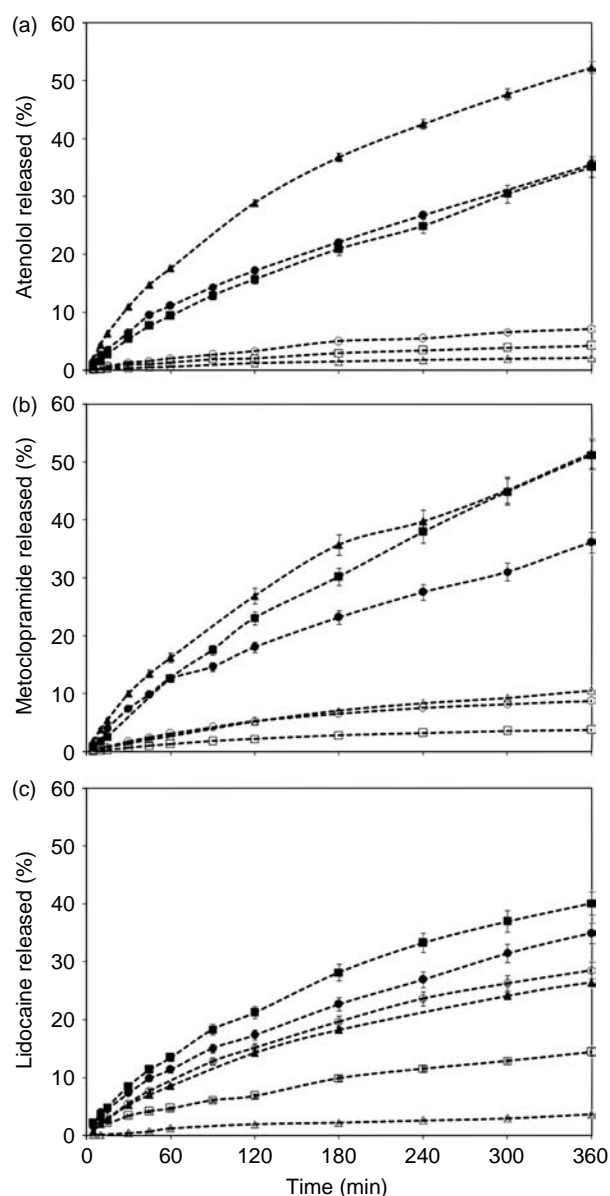 (a)
60
50
40
30
20
10
0
Atenolol released (%)
(b)
60
50
40
30
20
10
0
Metoclopramide released (%)
(c)
60
50
40
30
20
10
0
Lidocaine released (%)
0 60 120 180 240 300 360
Time (min)